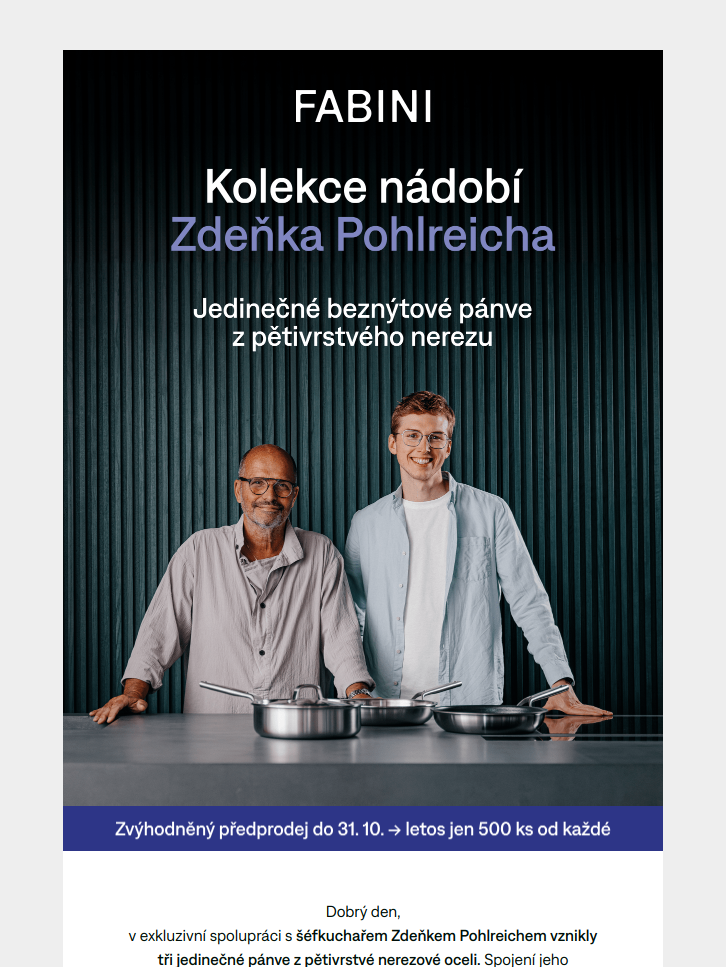 FABINI
Kolekce nádobí
Zdeňka Pohlreicha
Jedinečné beznýtové pánve
z pětivrstvého nerezu
Zvýhodněný předprodej do 31. 10. → letos jen 500 ks od každé
Dobrý den,
v exkluzivní spolupráci s šéfkuchařem Zdeňkem Pohlreichem vznikly
tři jedinečné pánve z pětivrstvé nerezové oceli. Spojení jeho